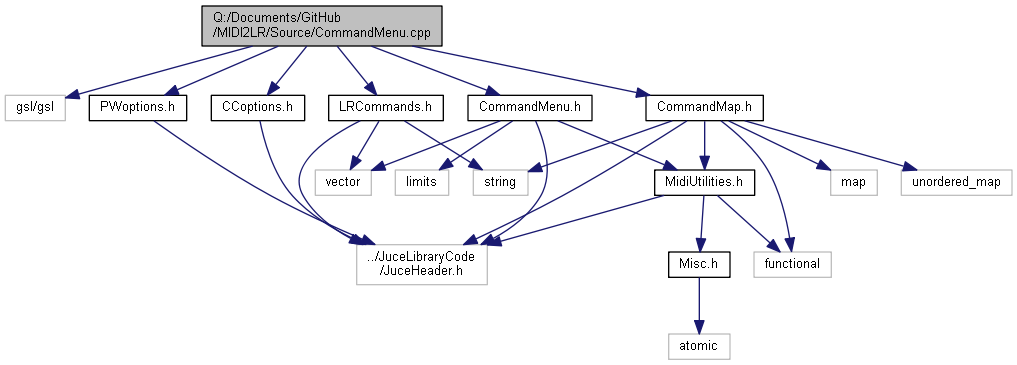 Q:/Documents/GitHub
/MIDI2LR/Source/CommandMenu.cpp
gsl/gsl
PWoptions.h
CCoptions.h
LRCommands.h
CommandMenu.h
CommandMap.h
vector
limits
string
MidiUtilities.h
map
unordered_map
../JuceLibraryCode
/JuceHeader.h
Misc.h
functional
atomic